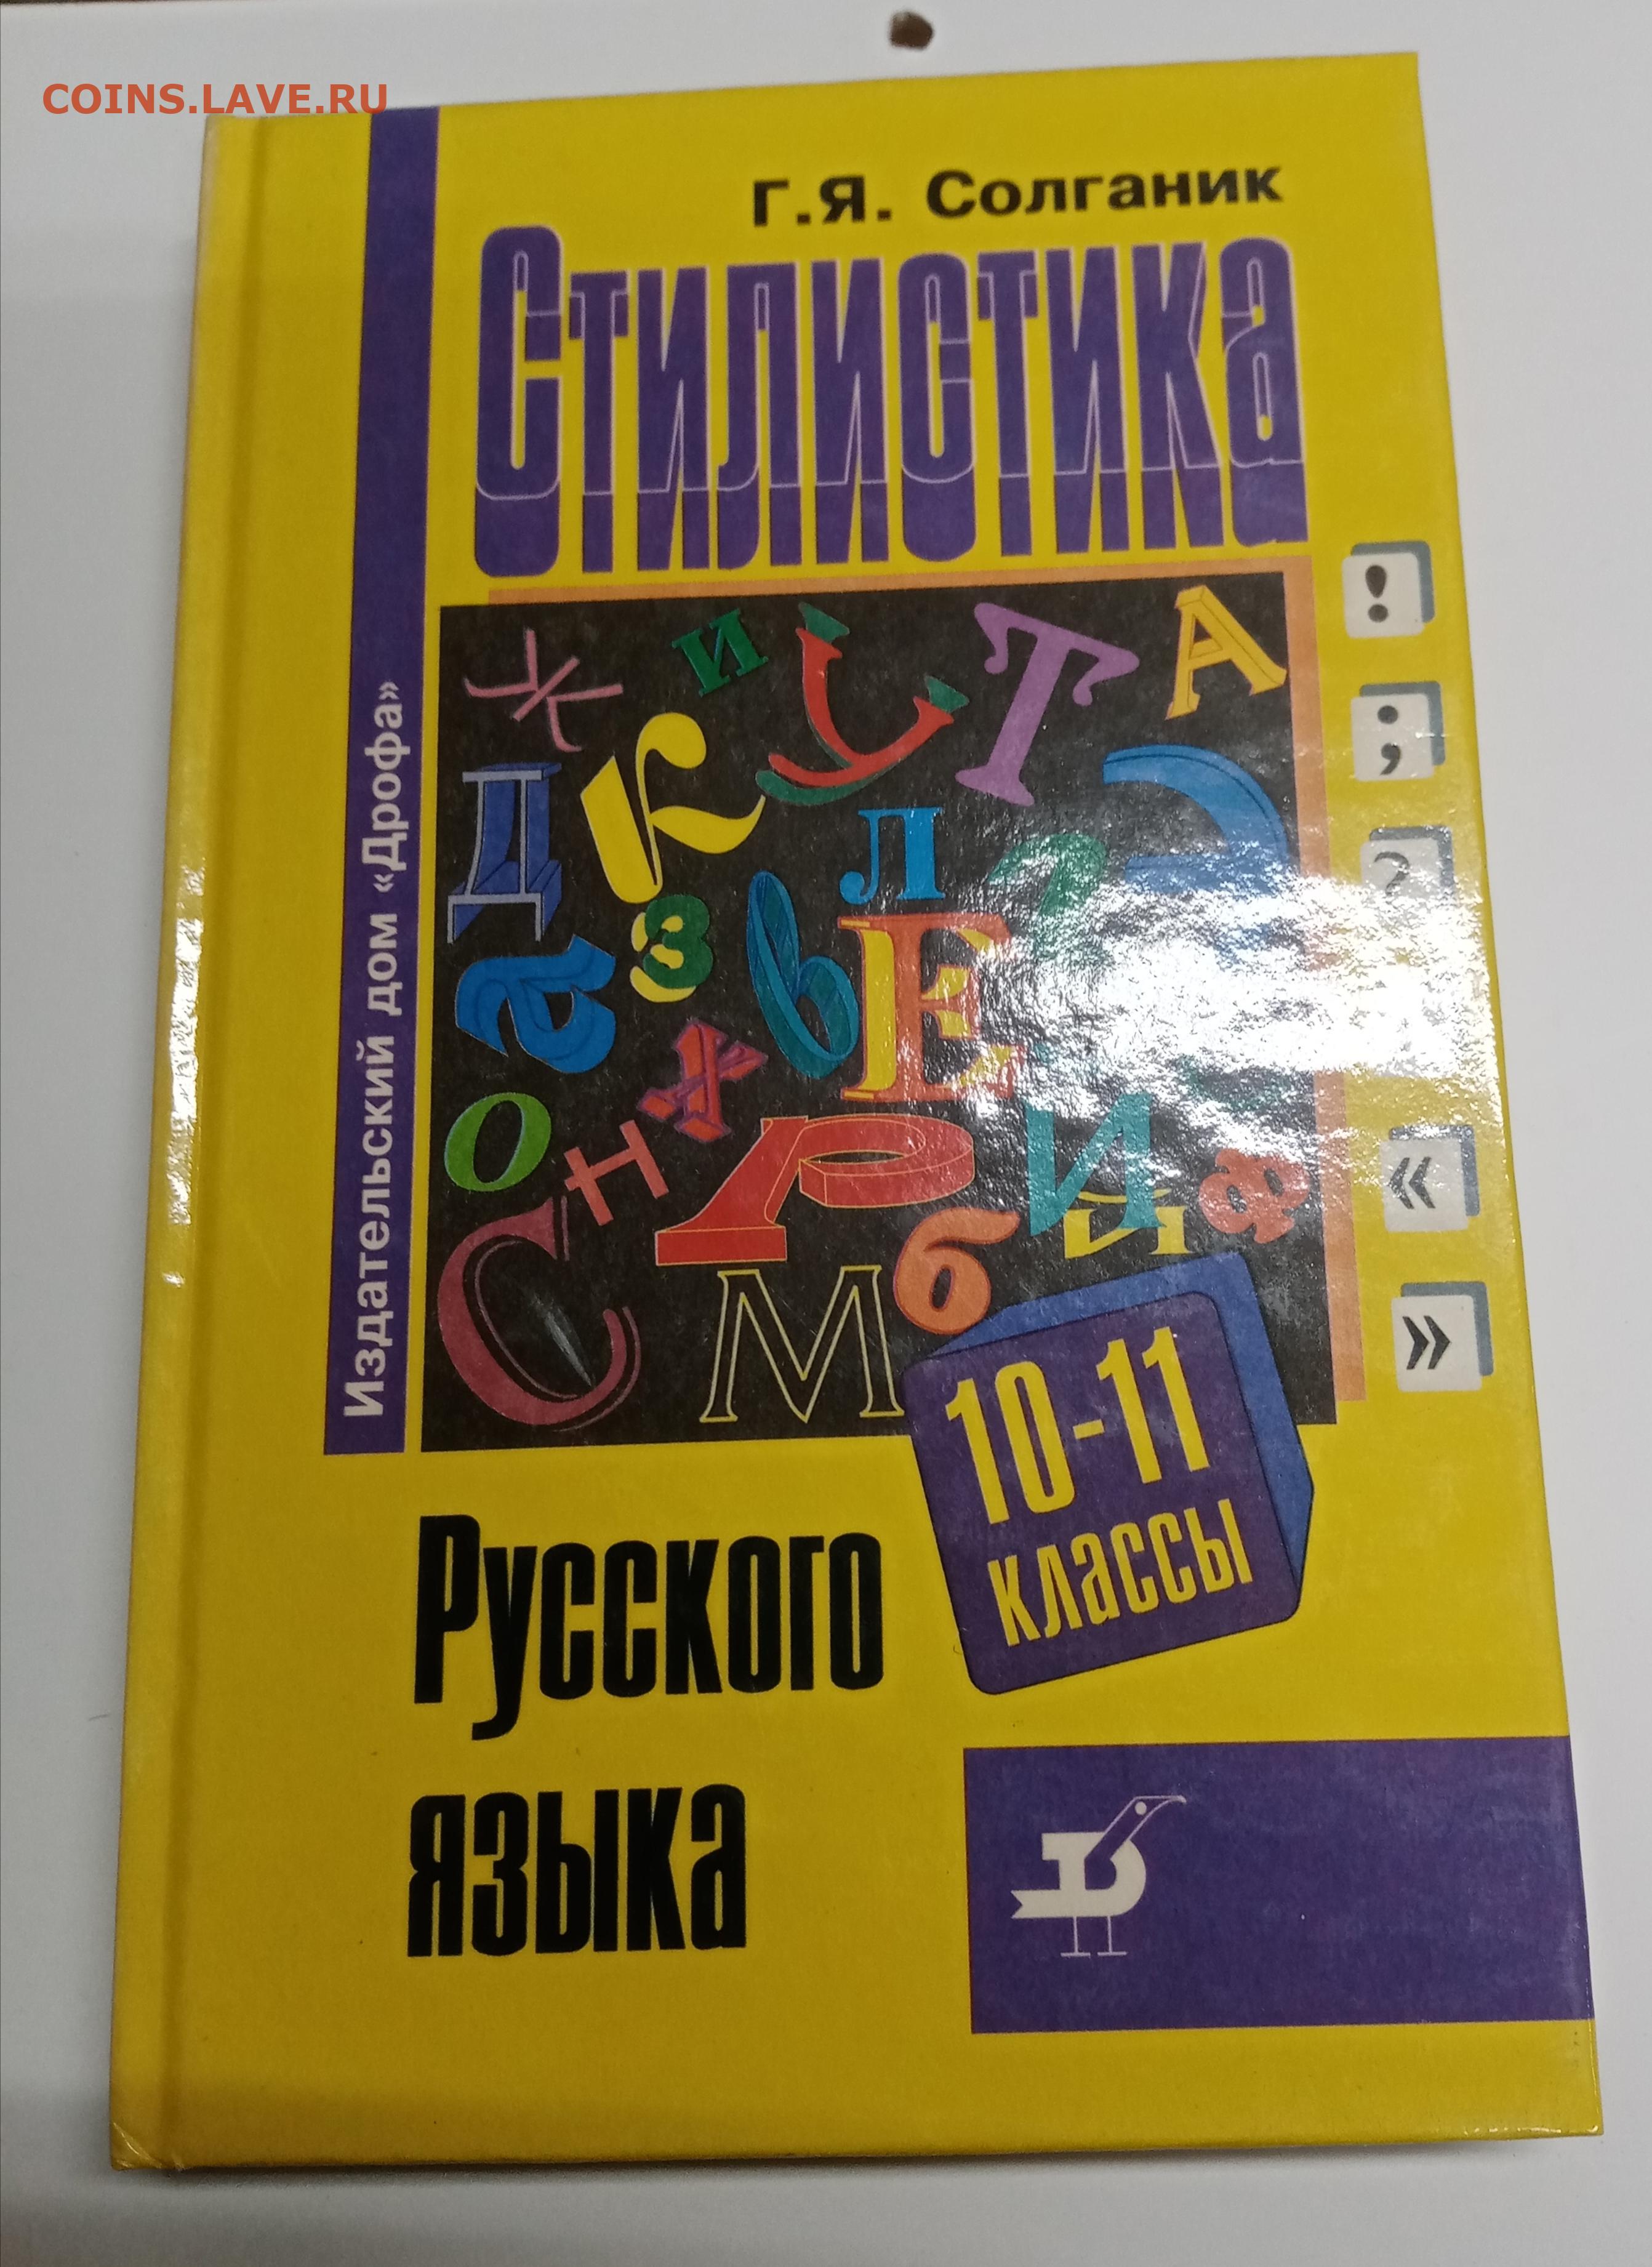 COINS.LAVE.RU
Г.Я. Солганик
Стилистика
Издательский дом «Дрофа»
Ж и У Т А
Д К Л Э
а З в Е
О Х Н Р И Ф
С М б й
!
;
?
«
»
10-11
классы
Русского
языка